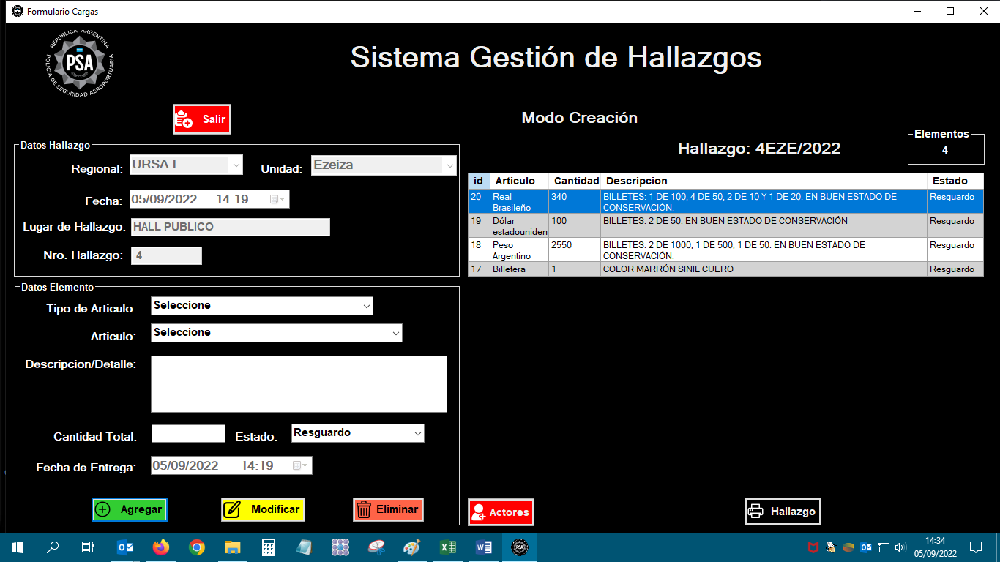 Formulario Cargas
REPUBLICA ARGENTINA
PSA
POLICIA DE SEGURIDAD AEROPORTUARIA
Sistema Gestión de Hallazgos
Salir
Modo Creación
Hallazgo: 4EZE/2022
Elementos
4
Datos Hallazgo
Regional: URSA I Unidad: Ezeiza
Fecha: 05/09/2022 14:19
Lugar de Hallazgo: HALL PUBLICO
Nro. Hallazgo: 4
id Articulo Cantidad Descripcion Estado
20 Real Brasileño 340 BILLETES: 1 DE 100, 4 DE 50, 2 DE 10 Y 1 DE 20. EN BUEN ESTADO DE CONSERVACIÓN. Resguardo
19 Dólar estadouniden 100 BILLETES: 2 DE 50. EN BUEN ESTADO DE CONSERVACIÓN Resguardo
18 Peso Argentino 2550 BILLETES: 2 DE 1000, 1 DE 500, 1 DE 50. EN BUEN ESTADO DE CONSERVACIÓN. Resguardo
17 Billetera 1 COLOR MARRÓN SINIL CUERO Resguardo
Datos Elemento
Tipo de Articulo: Seleccione
Articulo: Seleccione
Descripcion/Detalle:
Cantidad Total: Estado: Resguardo
Fecha de Entrega: 05/09/2022 14:19
Agregar Modificar Eliminar
Actores
Hallazgo
14:34
05/09/2022